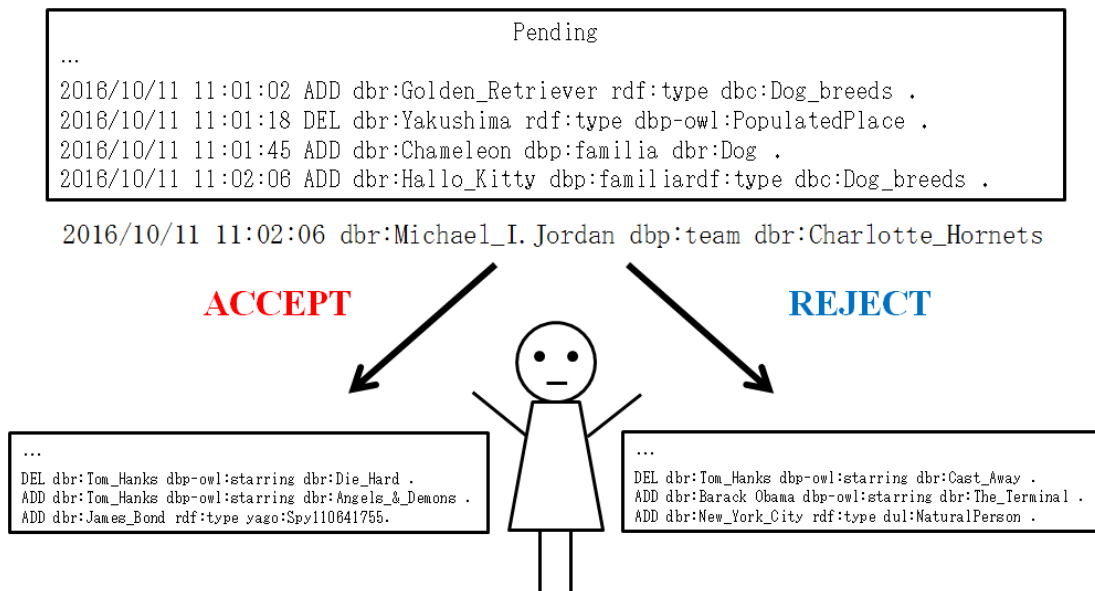 Pending
...
2016/10/11 11:01:02 ADD dbr:Golden_Retriever rdf:type dbc:Dog_breeds .
2016/10/11 11:01:18 DEL dbr:Yakushima rdf:type dbp-owl:PopulatedPlace .
2016/10/11 11:01:45 ADD dbr:Chameleon dbp:familia dbr:Dog .
2016/10/11 11:02:06 ADD dbr:Hallo_Kitty dbp:familiardf:type dbc:Dog_breeds .
2016/10/11 11:02:06 dbr:Michael_I.Jordan dbp:team dbr:Charlotte_Hornets
ACCEPT
REJECT
...
DEL dbr:Tom_Hanks dbp-owl:starring dbr:Die_Hard .
ADD dbr:Tom_Hanks dbp-owl:starring dbr:Angels_&_Demons .
ADD dbr:James_Bond rdf:type yago:Spy110641755.
...
DEL dbr:Tom_Hanks dbp-owl:starring dbr:Cast_Away .
ADD dbr:Barack Obama dbp-owl:starring dbr:The_Terminal .
ADD dbr:New_York_City rdf:type dul:NaturalPerson .